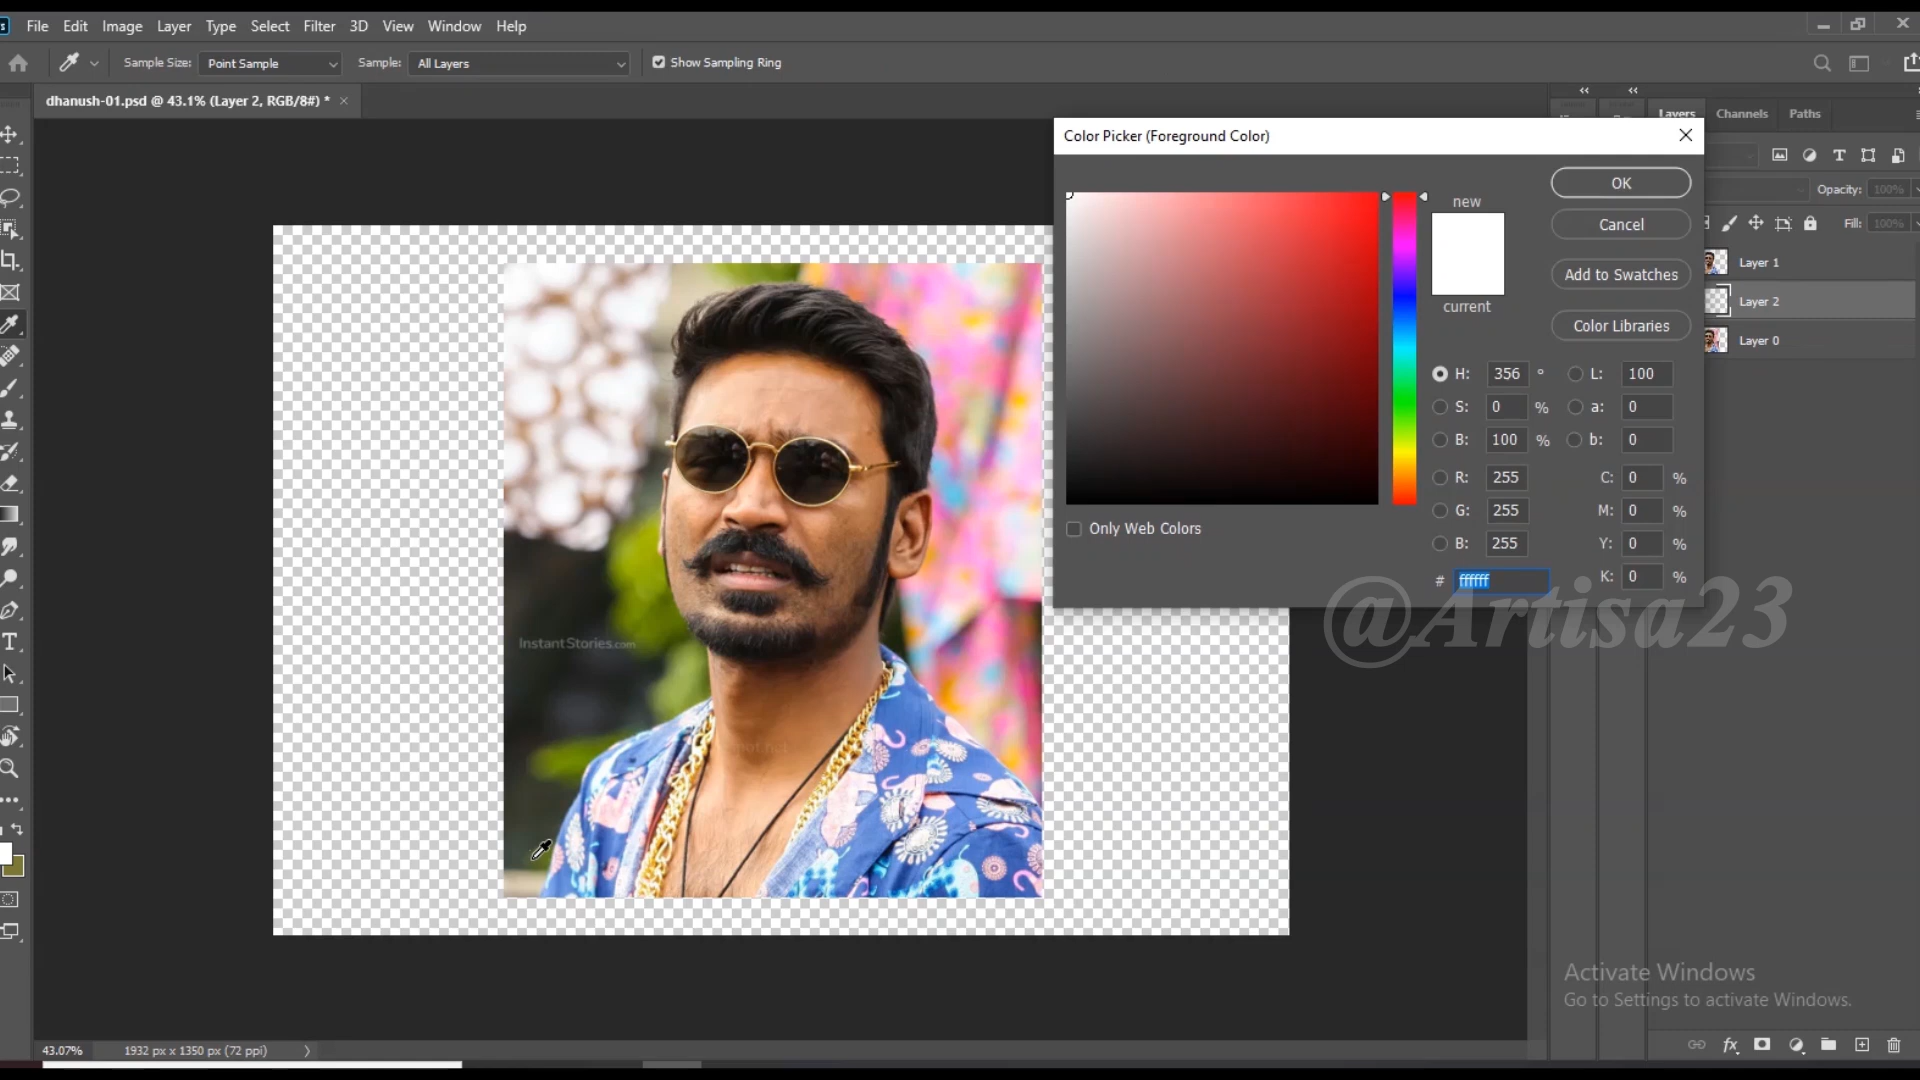 File Edit Image Layer Type Select Filter 3D View Window Help
Sample Size: Point Sample Sample: All Layers Show Sampling Ring
dhanush-01.psd @ 43.1% (Layer 2, RGB/8#) * ×
Layers Channels Paths
Color Picker (Foreground Color)
new
OK
Cancel
Add to Swatches
current
Color Libraries
Opacity: 100%
Fill: 100%
Layer 1
Layer 2
Layer 0
H: 356 ° L: 100
S: 0 % a: 0
B: 100 % b: 0
R: 255 C: 0 %
G: 255 M: 0 %
B: 255 Y: 0 %
# ffffff K: 0 %
Only Web Colors
@Artisa23
InstantStories.com
Activate Windows
Go to Settings to activate Windows.
43.07% 1932 px x 1350 px (72 ppi)